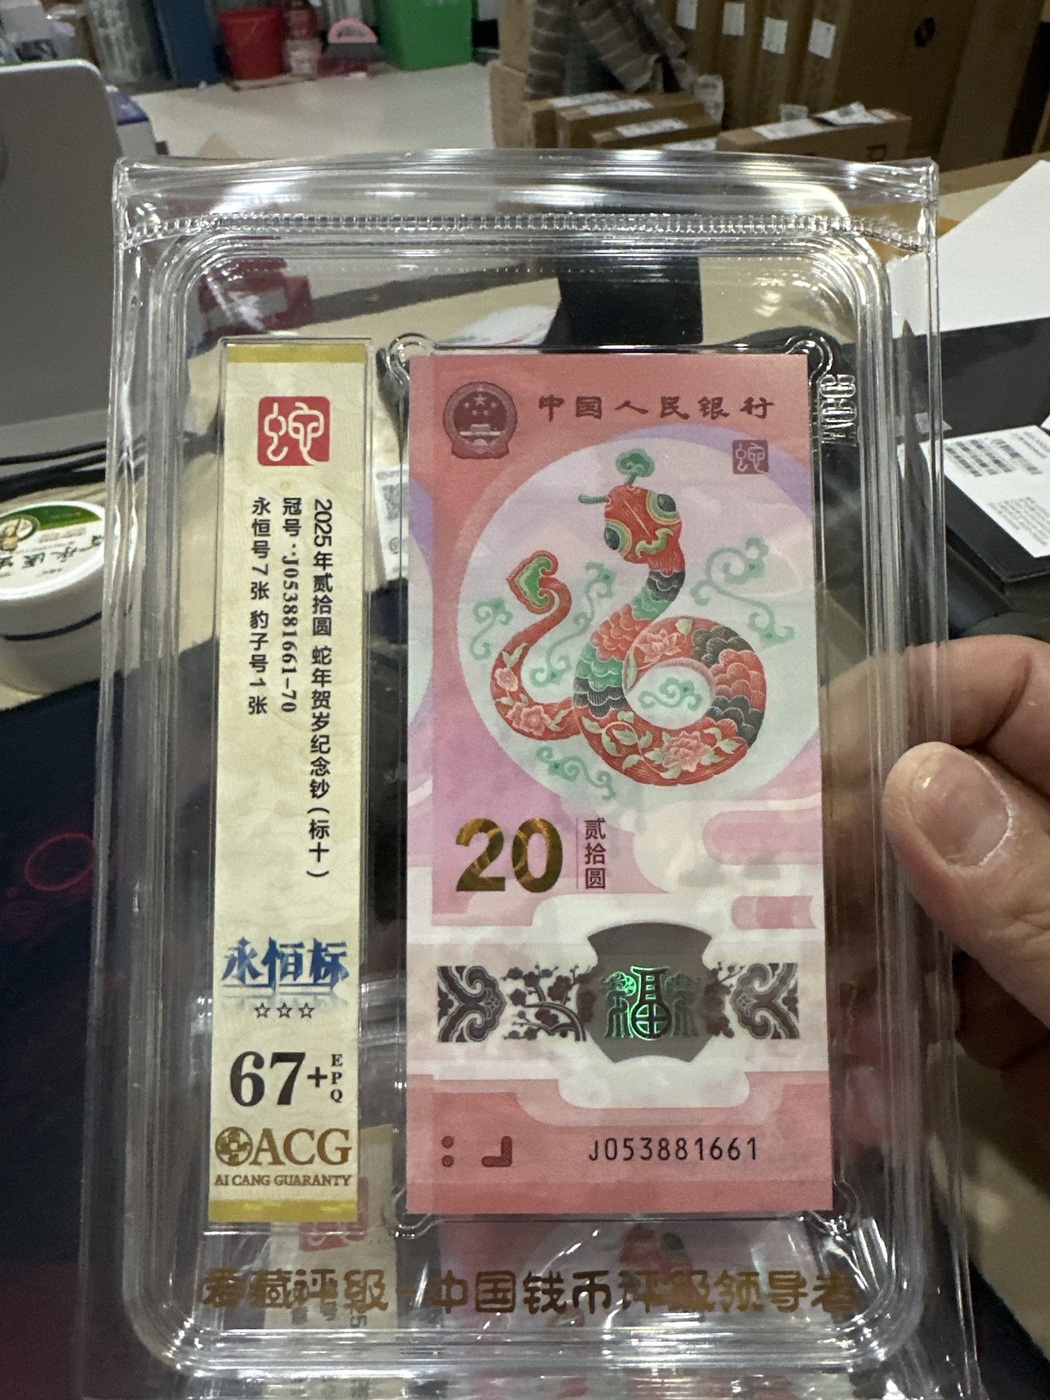 中国人民银行
蛇
20
贰拾圆
福
J053881661
蛇
2025年贰拾圆 蛇年贺岁纪念钞(标十)
冠号:J053881661-70
永恒号7张 豹子号1张
永恒标
☆☆☆
67+
EPQ
ACG
AI CANG GUARANTY
爱藏评级-中国钱币评级领导者